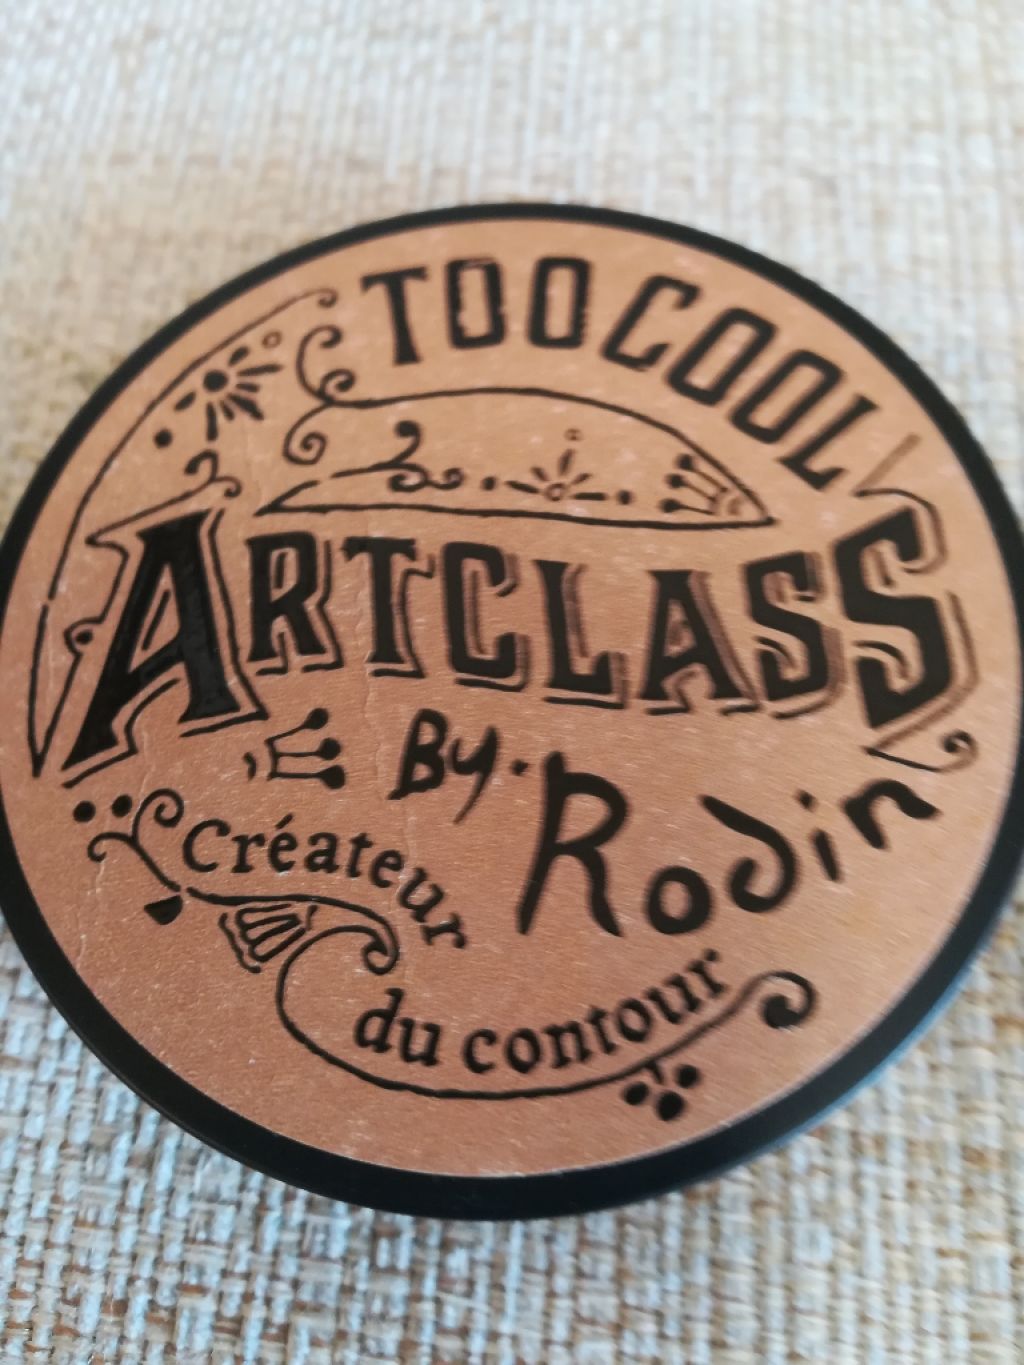 TOOCOOL
ARTCLASS
By. Rodin
Créateur
du contour